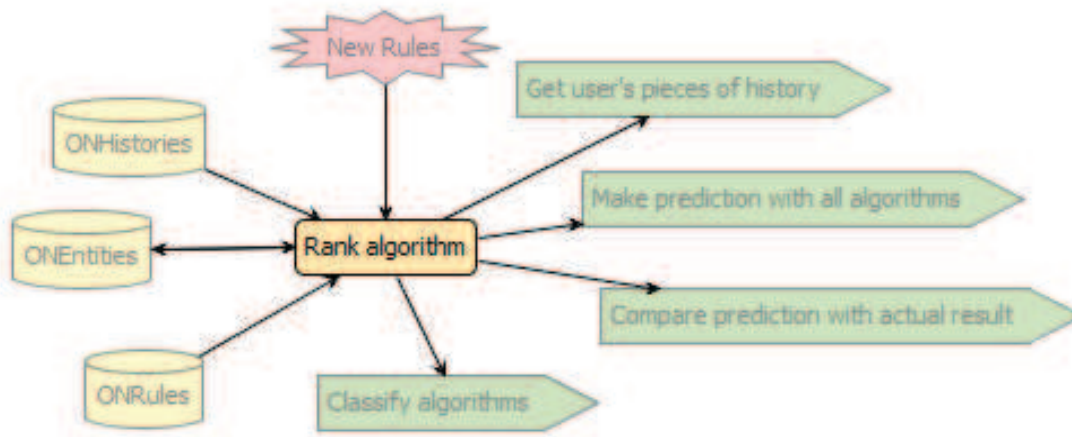 New Rules
Get user's pieces of history
ONHistories
Make prediction with all algorithms
Rank algorithm
ONEntities
Compare prediction with actual result
ONRules
Classify algorithms